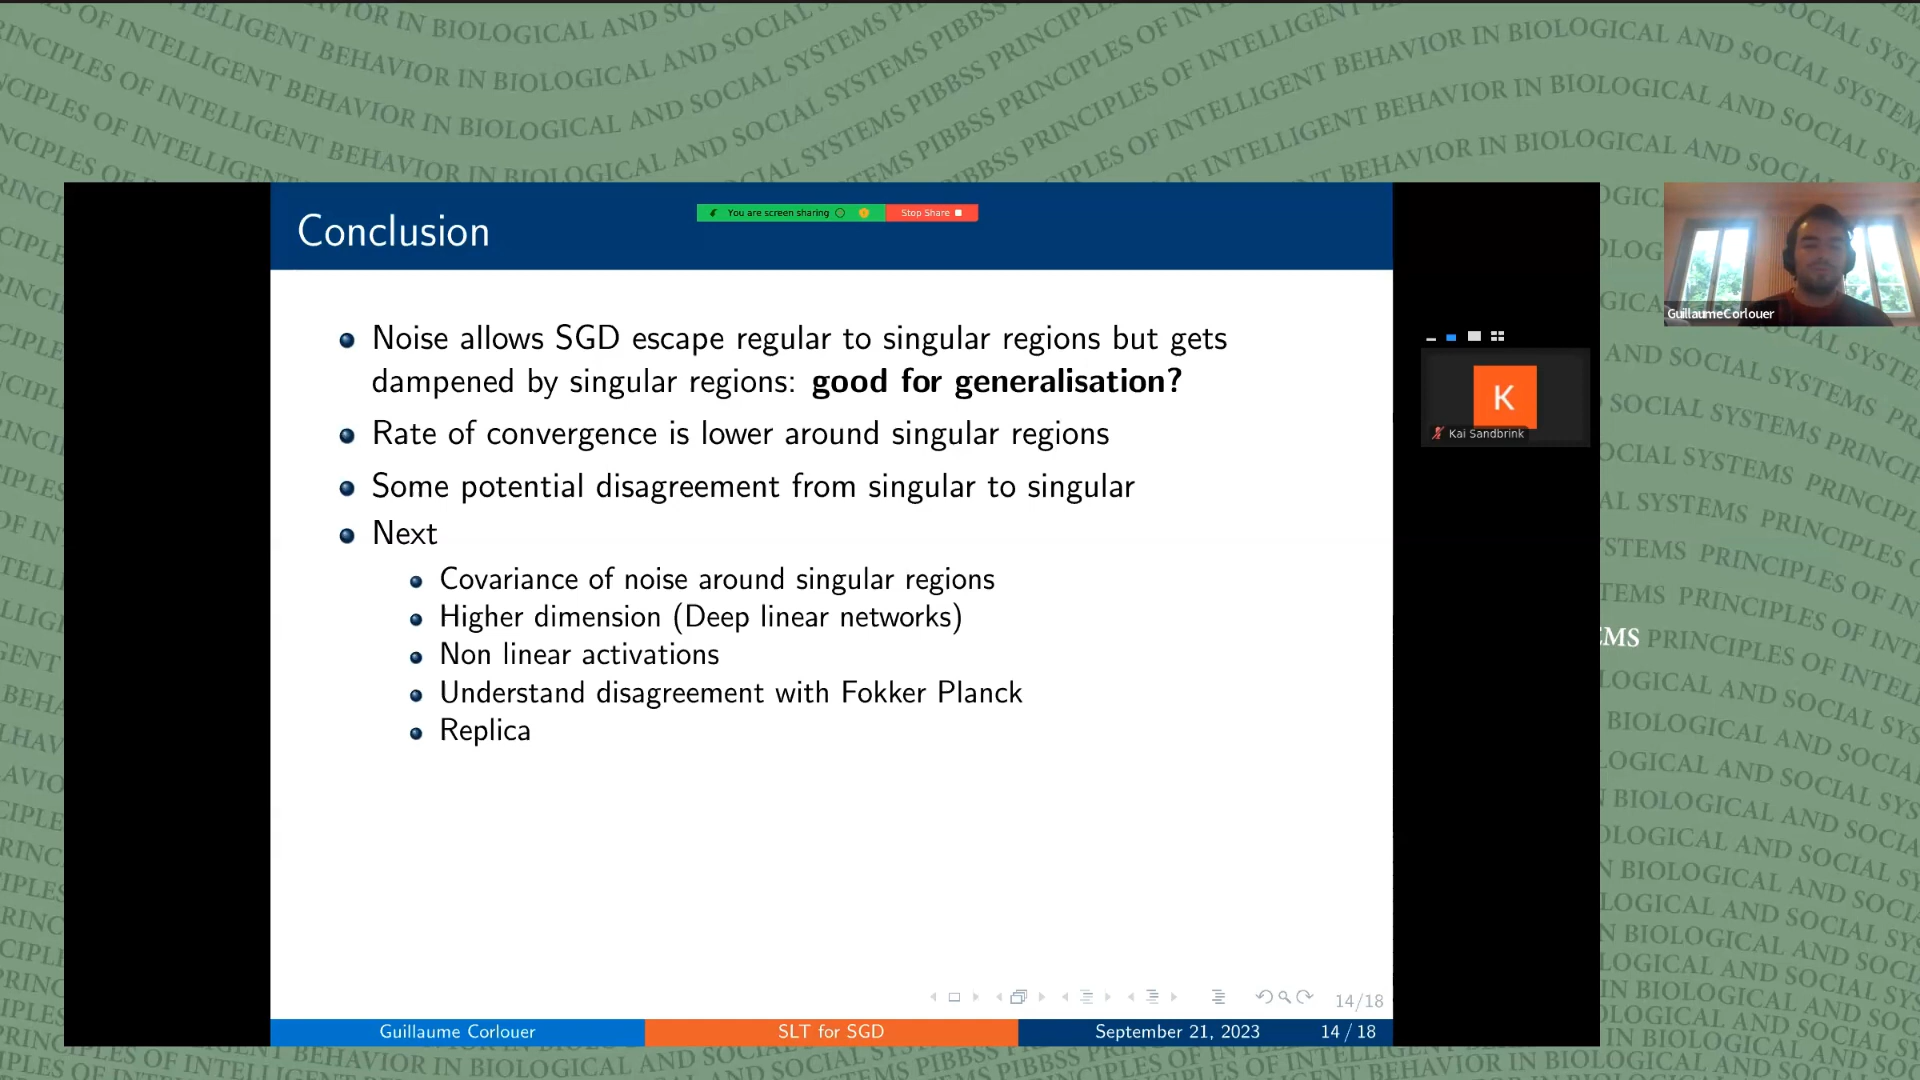 Conclusion
You are screen sharing
Stop Share
Noise allows SGD escape regular to singular regions but gets
dampened by singular regions: good for generalisation?
Rate of convergence is lower around singular regions
Some potential disagreement from singular to singular
Next
Covariance of noise around singular regions
Higher dimension (Deep linear networks)
Non linear activations
Understand disagreement with Fokker Planck
Replica
14/18
Guillaume Corlouer
SLT for SGD
September 21, 2023
14 / 18
K
Kai Sandbrink
GuillaumeCorlouer
PRINCIPLES OF INTELLIGENT BEHAVIOR IN BIOLOGICAL AND SOCIAL SYSTEMS PIBBSS